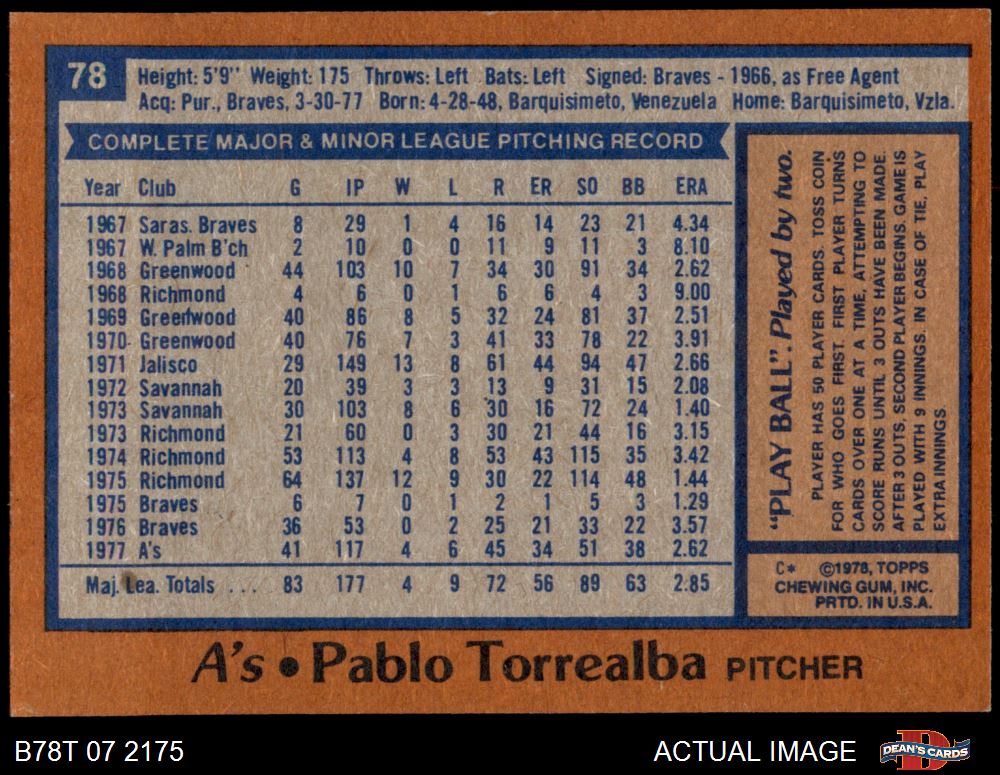 78
Height: 5'9" Weight: 175 Throws: Left Bats: Left Signed: Braves - 1966, as Free Agent
Acq: Pur., Braves, 3-30-77 Born: 4-28-48, Barquisimeto, Venezuela Home: Barquisimeto, Vzla.
COMPLETE MAJOR & MINOR LEAGUE PITCHING RECORD
Year Club G IP W L R ER SO BB ERA
1967 Saras. Braves 8 29 1 4 16 14 23 21 4.34
1967 W. Palm B'ch 2 10 0 0 11 9 11 3 8.10
1968 Greenwood 44 103 10 7 34 30 91 34 2.62
1968 Richmond 4 6 0 1 6 6 4 3 9.00
1969 Greenwood 40 86 8 5 32 24 81 37 2.51
1970 Greenwood 40 76 7 3 41 33 78 22 3.91
1971 Jalisco 29 149 13 8 61 44 94 47 2.66
1972 Savannah 20 39 3 3 13 9 31 15 2.08
1973 Savannah 30 103 8 6 30 16 72 24 1.40
1973 Richmond 21 60 0 3 30 21 44 16 3.15
1974 Richmond 53 113 4 8 53 43 115 35 3.42
1975 Richmond 64 137 12 9 30 22 114 48 1.44
1975 Braves 6 7 0 1 2 1 5 3 1.29
1976 Braves 36 53 0 2 25 21 33 22 3.57
1977 A's 41 117 4 6 45 34 51 38 2.62
Maj. Lea. Totals . . . 83 177 4 9 72 56 89 63 2.85
"PLAY BALL". Played by two.
PLAYER HAS 50 PLAYER CARDS. TOSS COIN
FOR WHO GOES FIRST. FIRST PLAYER TURNS
CARDS OVER ONE AT A TIME, ATTEMPTING TO
SCORE RUNS UNTIL 3 OUTS HAVE BEEN MADE.
AFTER 3 OUTS, SECOND PLAYER BEGINS. GAME IS
PLAYED WITH 9 INNINGS. IN CASE OF TIE, PLAY
EXTRA INNINGS.
C* ©1978, TOPPS
CHEWING GUM, INC.
PRTD. IN U.S.A.
A's • Pablo Torrealba PITCHER
B78T 07 2175
ACTUAL IMAGE
DEAN'S CARDS